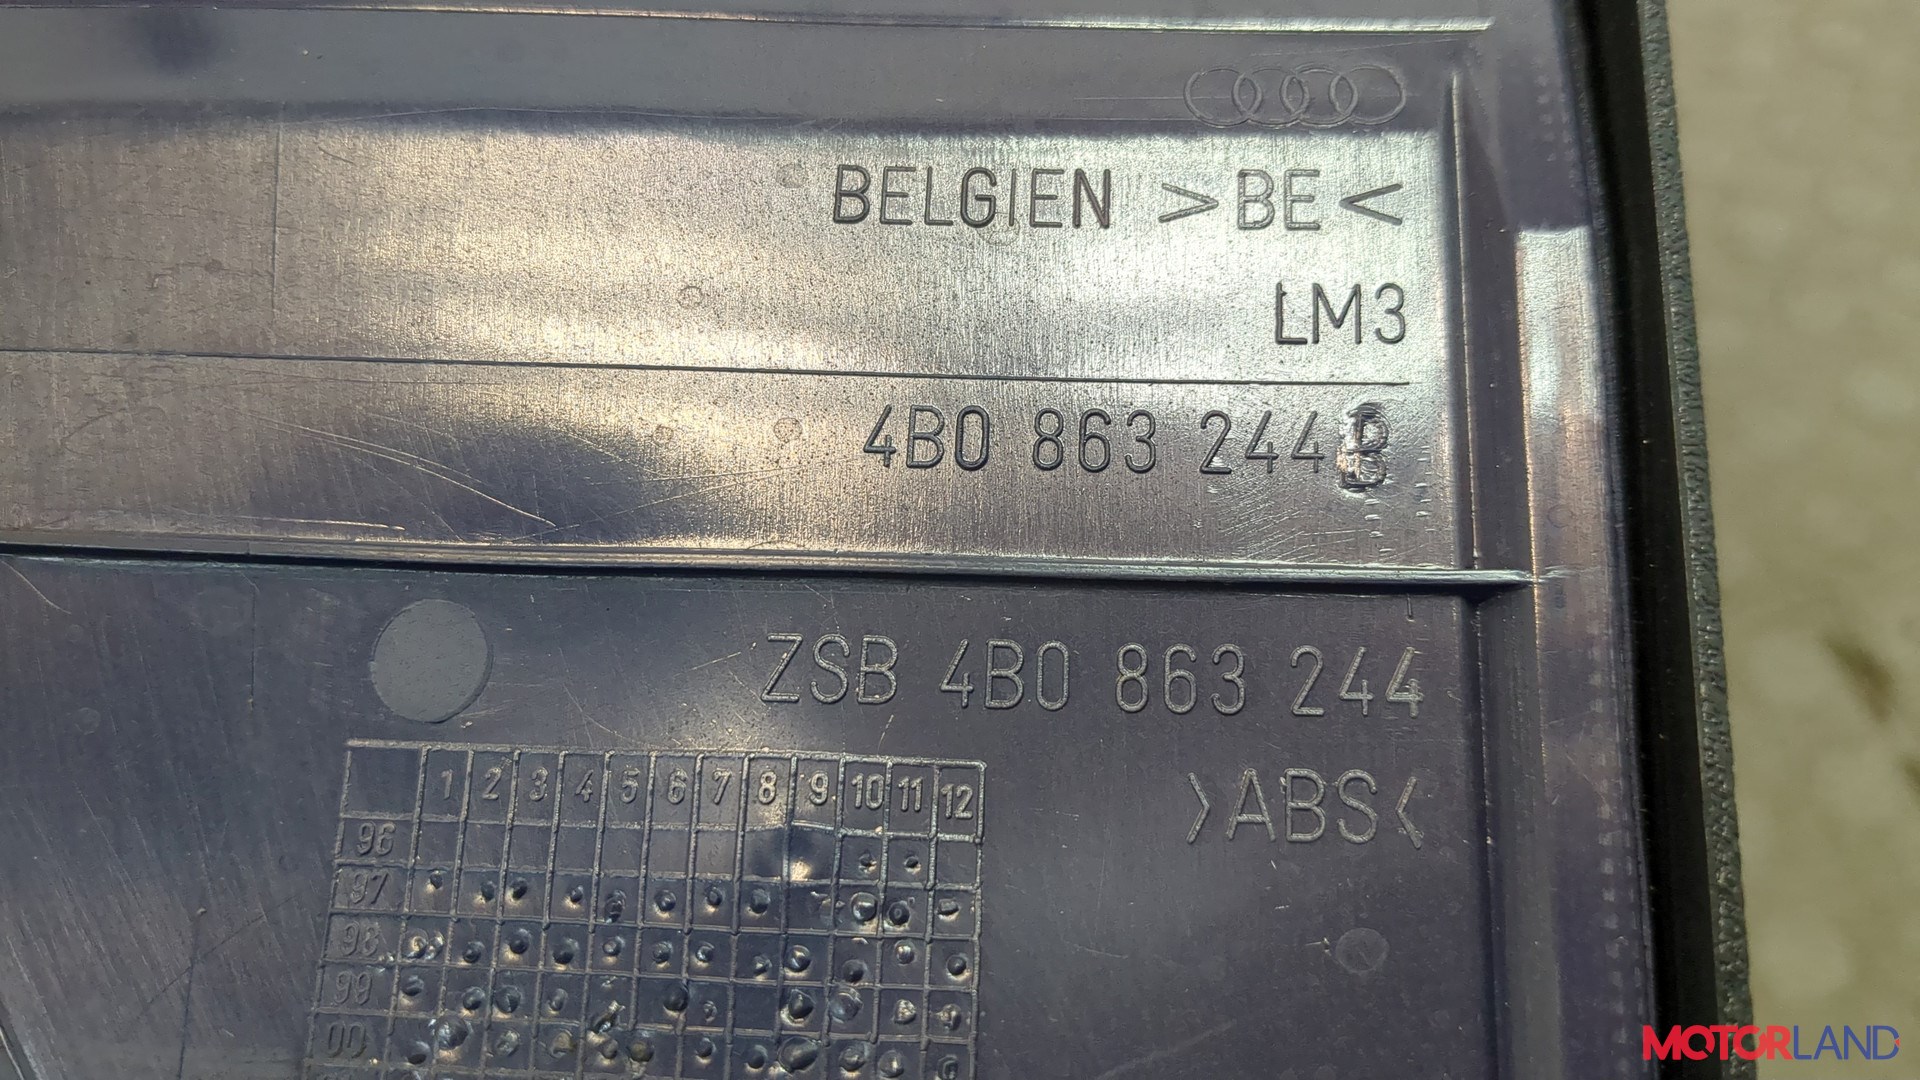 BELGIEN >BE<
LM3
4B0 863 244 B
ZSB 4B0 863 244
>ABS<
1 2 3 4 5 6 7 8 9 10 11 12
96
97
98
99
00
MOTORLAND